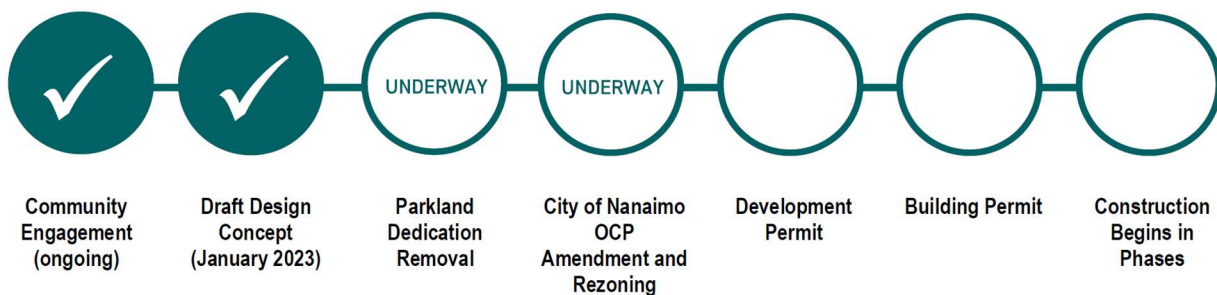 UNDERWAY
UNDERWAY
Community
Engagement
(ongoing)
Draft Design
Concept
(January 2023)
Parkland
Dedication
Removal
City of Nanaimo
OCP
Amendment and
Rezoning
Development
Permit
Building Permit
Construction
Begins in
Phases